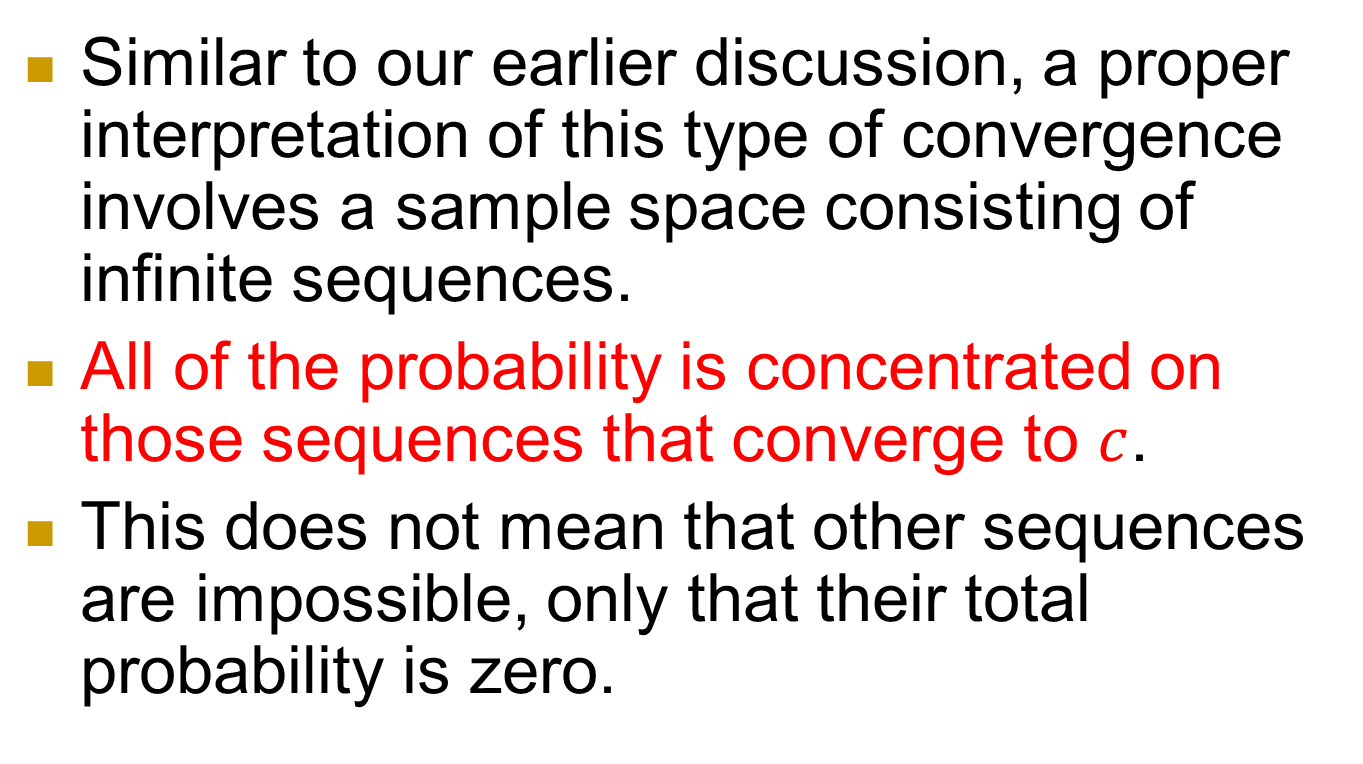 ■ Similar to our earlier discussion, a proper
interpretation of this type of convergence
involves a sample space consisting of
infinite sequences.
■ All of the probability is concentrated on
those sequences that converge to 𝑐.
■ This does not mean that other sequences
are impossible, only that their total
probability is zero.